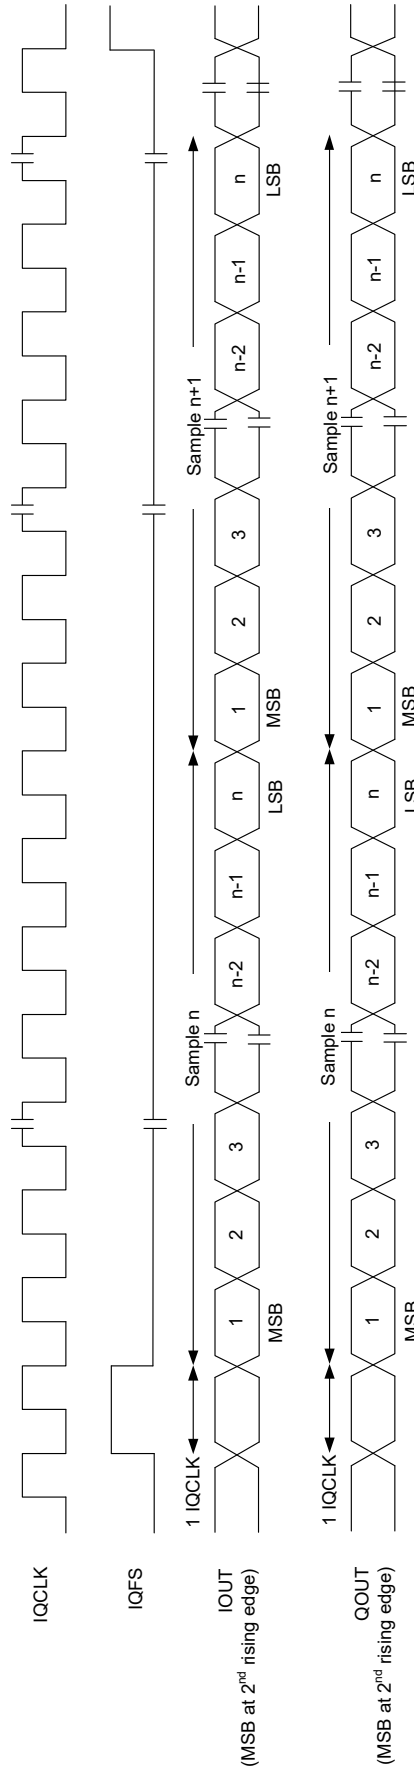 IQCLK
IQFS
1 IQCLK
Sample n
Sample n+1
IOUT
(MSB at 2nd rising edge)
1
2
3
n-2
n-1
n
1
2
3
n-2
n-1
n
MSB
LSB
MSB
LSB
1 IQCLK
Sample n
Sample n+1
QOUT
(MSB at 2nd rising edge)
1
2
3
n-2
n-1
n
1
2
3
n-2
n-1
n
MSB
LSB
MSB
LSB